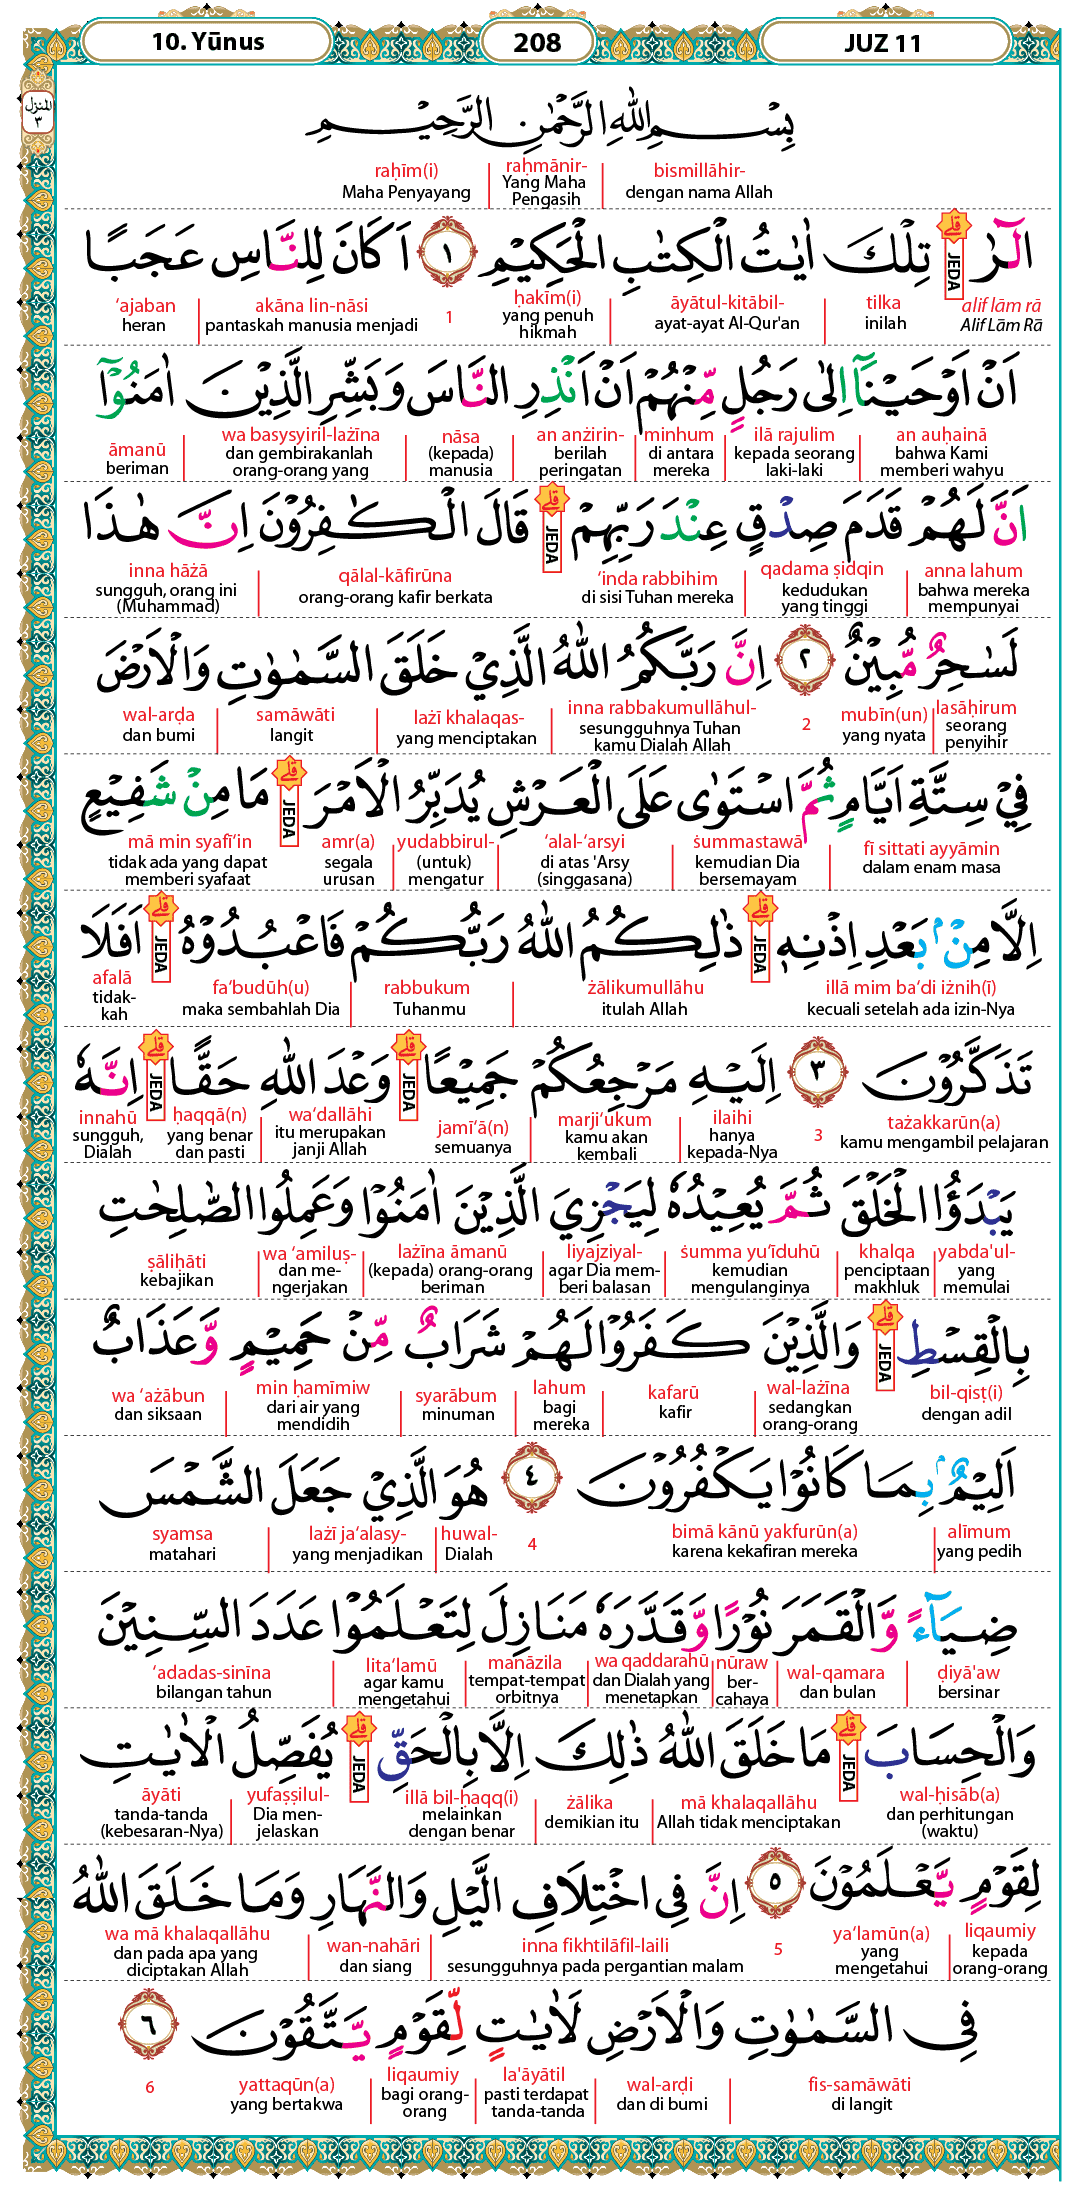 10. Yūnus 208 JUZ 11
المنزل ٣
بِسْمِ اللّٰهِ الرَّحْمٰنِ الرَّحِيْمِ
bismillāhir- raḥmānir- raḥīm(i)
dengan nama Allah Yang Maha Pengasih Maha Penyayang
الۤرٰ ۗ تِلْكَ اٰيٰتُ الْكِتٰبِ الْحَكِيْمِ ١ اَكَانَ لِلنَّاسِ عَجَبًا
JEDA
alif lām rā tilka āyātul-kitābil- ḥakīm(i) 1 akāna lin-nāsi ‘ajaban
Alif Lām Rā inilah ayat-ayat Al-Qur'an yang penuh hikmah pantaskah manusia menjadi heran
اَنْ اَوْحَيْنَآ اِلٰى رَجُلٍ مِّنْهُمْ اَنْ اَنْذِرِ النَّاسَ وَبَشِّرِ الَّذِيْنَ اٰمَنُوْٓا
an auḥainā ilā rajulim minhum an anżirin- nāsa wa basysyiril-lażīna āmanū
bahwa Kami memberi wahyu kepada seorang laki-laki di antara mereka berilah peringatan (kepada) manusia dan gembirakanlah orang-orang yang beriman
اَنَّ لَهُمْ قَدَمَ صِدْقٍ عِنْدَ رَبِّهِمْ ۗ قَالَ الْكٰفِرُوْنَ اِنَّ هٰذَا
JEDA
anna lahum qadama ṣidqin ‘inda rabbihim qālal-kāfirūna inna hāżā
bahwa mereka mempunyai kedudukan yang tinggi di sisi Tuhan mereka orang-orang kafir berkata sungguh, orang ini (Muhammad)
لَسٰحِرٌ مُّبِيْنٌ ٢ اِنَّ رَبَّكُمُ اللّٰهُ الَّذِيْ خَلَقَ السَّمٰوٰتِ وَالْاَرْضَ
lasāḥirum mubīn(un) 2 inna rabbakumullāhul- lażī khalaqas- samāwāti wal-arḍa
seorang penyihir yang nyata sesungguhnya Tuhan kamu Dialah Allah yang menciptakan langit dan bumi
فِيْ سِتَّةِ اَيَّامٍ ثُمَّ اسْتَوٰى عَلَى الْعَرْشِ يُدَبِّرُ الْاَمْرَ ۗ مَا مِنْ شَفِيْعٍ
JEDA
fī sittati ayyāmin ṡummastawā ‘alal-‘arsyi yudabbirul- amr(a) mā min syafī‘in
dalam enam masa kemudian Dia bersemayam di atas 'Arsy (singgasana) (untuk) mengatur segala urusan tidak ada yang dapat memberi syafaat
اِلَّا مِنْۢ بَعْدِ اِذْنِهٖ ۗ ذٰلِكُمُ اللّٰهُ رَبُّكُمْ فَاعْبُدُوْهُ ۗ اَفَلَا
JEDA JEDA
illā mim ba‘di iżnih(ī) żālikumullāhu rabbukum fa‘budūh(u) afalā
kecuali setelah ada izin-Nya itulah Allah Tuhanmu maka sembahlah Dia tidak-kah
تَذَكَّرُوْنَ ٣ اِلَيْهِ مَرْجِعُكُمْ جَمِيْعًا ۗ وَعْدَ اللّٰهِ حَقًّا ۗ اِنَّهٗ
JEDA JEDA
tażakkarūn(a) 3 ilaihi marji‘ukum jamī‘ā(n) wa‘dallāhi ḥaqqā(n) innahū
kamu mengambil pelajaran hanya kepada-Nya kamu akan kembali semuanya itu merupakan janji Allah yang benar dan pasti sungguh, Dialah
يَبْدَؤُا الْخَلْقَ ثُمَّ يُعِيْدُهٗ لِيَجْزِيَ الَّذِيْنَ اٰمَنُوْا وَعَمِلُوا الصّٰلِحٰتِ
yabda'ul- khalqa ṡumma yu‘īduhū liyajziyal- lażīna āmanū wa ‘amiluṣ- ṣāliḥāti
yang memulai penciptaan makhluk kemudian mengulanginya agar Dia mem-beri balasan (kepada) orang-orang beriman dan me-ngerjakan kebajikan
بِالْقِسْطِ ۗ وَالَّذِيْنَ كَفَرُوْا لَهُمْ شَرَابٌ مِّنْ حَمِيْمٍ وَّعَذَابٌ
JEDA
bil-qisṭ(i) wal-lażīna kafarū lahum syarābum min ḥamīmiw wa ‘ażābun
dengan adil sedangkan orang-orang kafir bagi mereka minuman dari air yang mendidih dan siksaan
اَلِيْمٌۢ بِمَا كَانُوْا يَكْفُرُوْنَ ٤ هُوَ الَّذِيْ جَعَلَ الشَّمْسَ
alīmum bimā kānū yakfurūn(a) 4 huwal- lażī ja‘alasy- syamsa
yang pedih karena kekafiran mereka Dialah yang menjadikan matahari
ضِيَاۤءً وَّالْقَمَرَ نُوْرًا وَّقَدَّرَهٗ مَنَازِلَ لِتَعْلَمُوْا عَدَدَ السِّنِيْنَ
ḍiyā'aw wal-qamara nūraw wa qaddarahū manāzila lita‘lamū ‘adadas-sinīna
bersinar dan bulan ber-cahaya dan Dialah yang menetapkan tempat-tempat orbitnya agar kamu mengetahui bilangan tahun
وَالْحِسَابَ ۗ مَا خَلَقَ اللّٰهُ ذٰلِكَ اِلَّا بِالْحَقِّ ۗ يُفَصِّلُ الْاٰيٰتِ
JEDA JEDA
wal-ḥisāb(a) mā khalaqallāhu żālika illā bil-ḥaqq(i) yufaṣṣilul- āyāti
dan perhitungan (waktu) Allah tidak menciptakan demikian itu melainkan dengan benar Dia men-jelaskan tanda-tanda (kebesaran-Nya)
لِقَوْمٍ يَّعْلَمُوْنَ ٥ اِنَّ فِى اخْتِلَافِ الَّيْلِ وَالنَّهَارِ وَمَا خَلَقَ اللّٰهُ
liqaumiy ya‘lamūn(a) 5 inna fikhtilāfil-laili wan-nahāri wa mā khalaqallāhu
kepada orang-orang yang mengetahui sesungguhnya pada pergantian malam dan siang dan pada apa yang diciptakan Allah
فِى السَّمٰوٰتِ وَالْاَرْضِ لَاٰيٰتٍ لِّقَوْمٍ يَّتَّقُوْنَ ٦
fis-samāwāti wal-arḍi la'āyātil liqaumiy yattaqūn(a) 6
di langit dan di bumi pasti terdapat tanda-tanda bagi orang-orang yang bertakwa